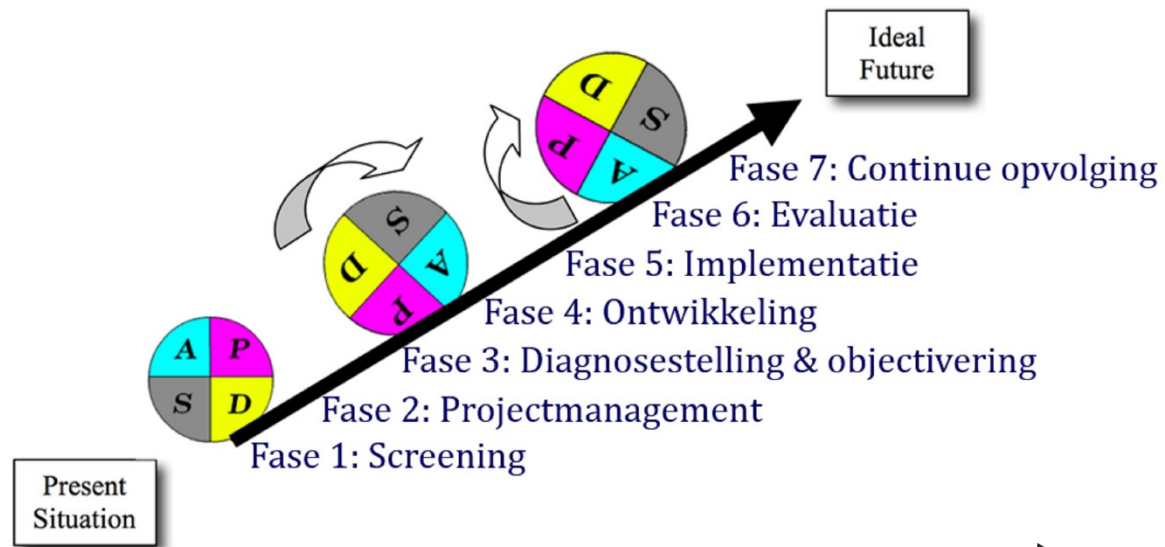 Ideal
Future
D
S
P
A
Fase 7: Continue opvolging
Fase 6: Evaluatie
S
D
A
P
Fase 5: Implementatie
Fase 4: Ontwikkeling
A
P
S
D
Fase 3: Diagnosestelling & objectivering
Fase 2: Projectmanagement
Fase 1: Screening
Present
Situation